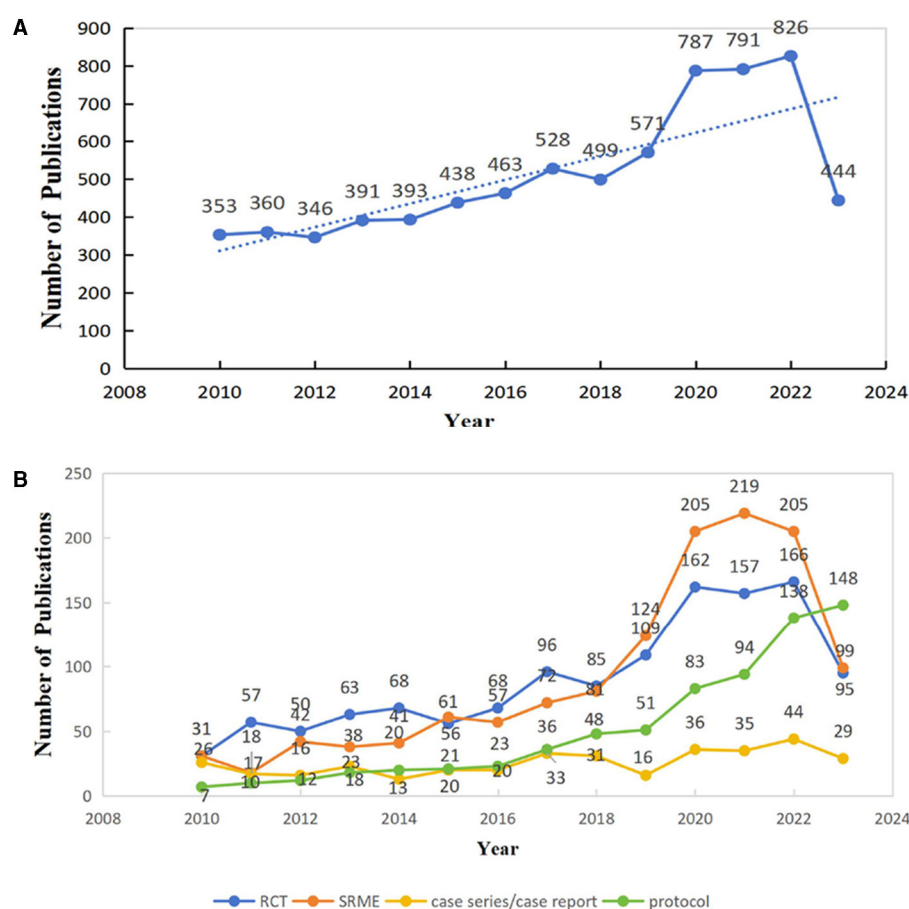 A
Number of Publications
900
800
700
600
500
400
300
200
100
0
353 360 346 391 393 438 463 528 499 571 787 791 826 444
2008 2010 2012 2014 2016 2018 2020 2022 2024
Year
B
Number of Publications
250
200
150
100
50
0
31 57 50 63 68 56 68 96 85 109 162 157 166 95
18 42 38 41 61 57 72 81 124 205 219 205 99
26 17 16 23 13 20 20 33 31 16 36 35 44 29
7 10 12 18 20 21 23 36 48 51 83 94 138 148
2008 2010 2012 2014 2016 2018 2020 2022 2024
Year
RCT SRME case series/case report protocol